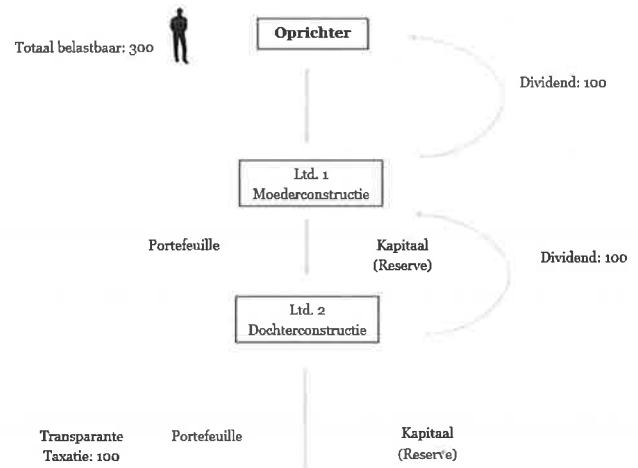 Oprichter
Totaal belastbaar: 300
Dividend: 100
Ltd. 1
Moederconstructie
Portefeuille
Kapitaal
(Reserve)
Dividend: 100
Ltd. 2
Dochterconstructie
Transparante
Taxatie: 100
Portefeuille
Kapitaal
(Reserve)